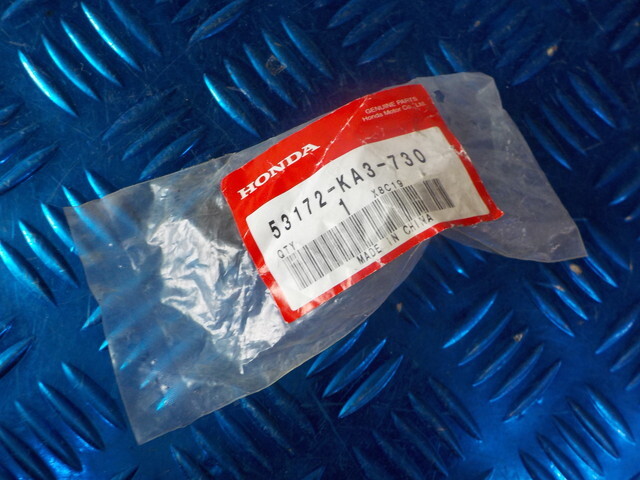 GENUINE PARTS
Honda Motor Co., Ltd.
HONDA
53172-KA3-730
QTY. 1 XBC19
MADE IN CHINA